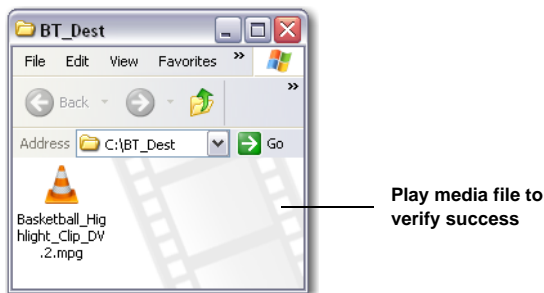 BT_Dest
File Edit View Favorites »
Back »
Address C:\BT_Dest Go
Basketball_Hig
hlight_Clip_DV
.2.mpg
Play media file to
verify success